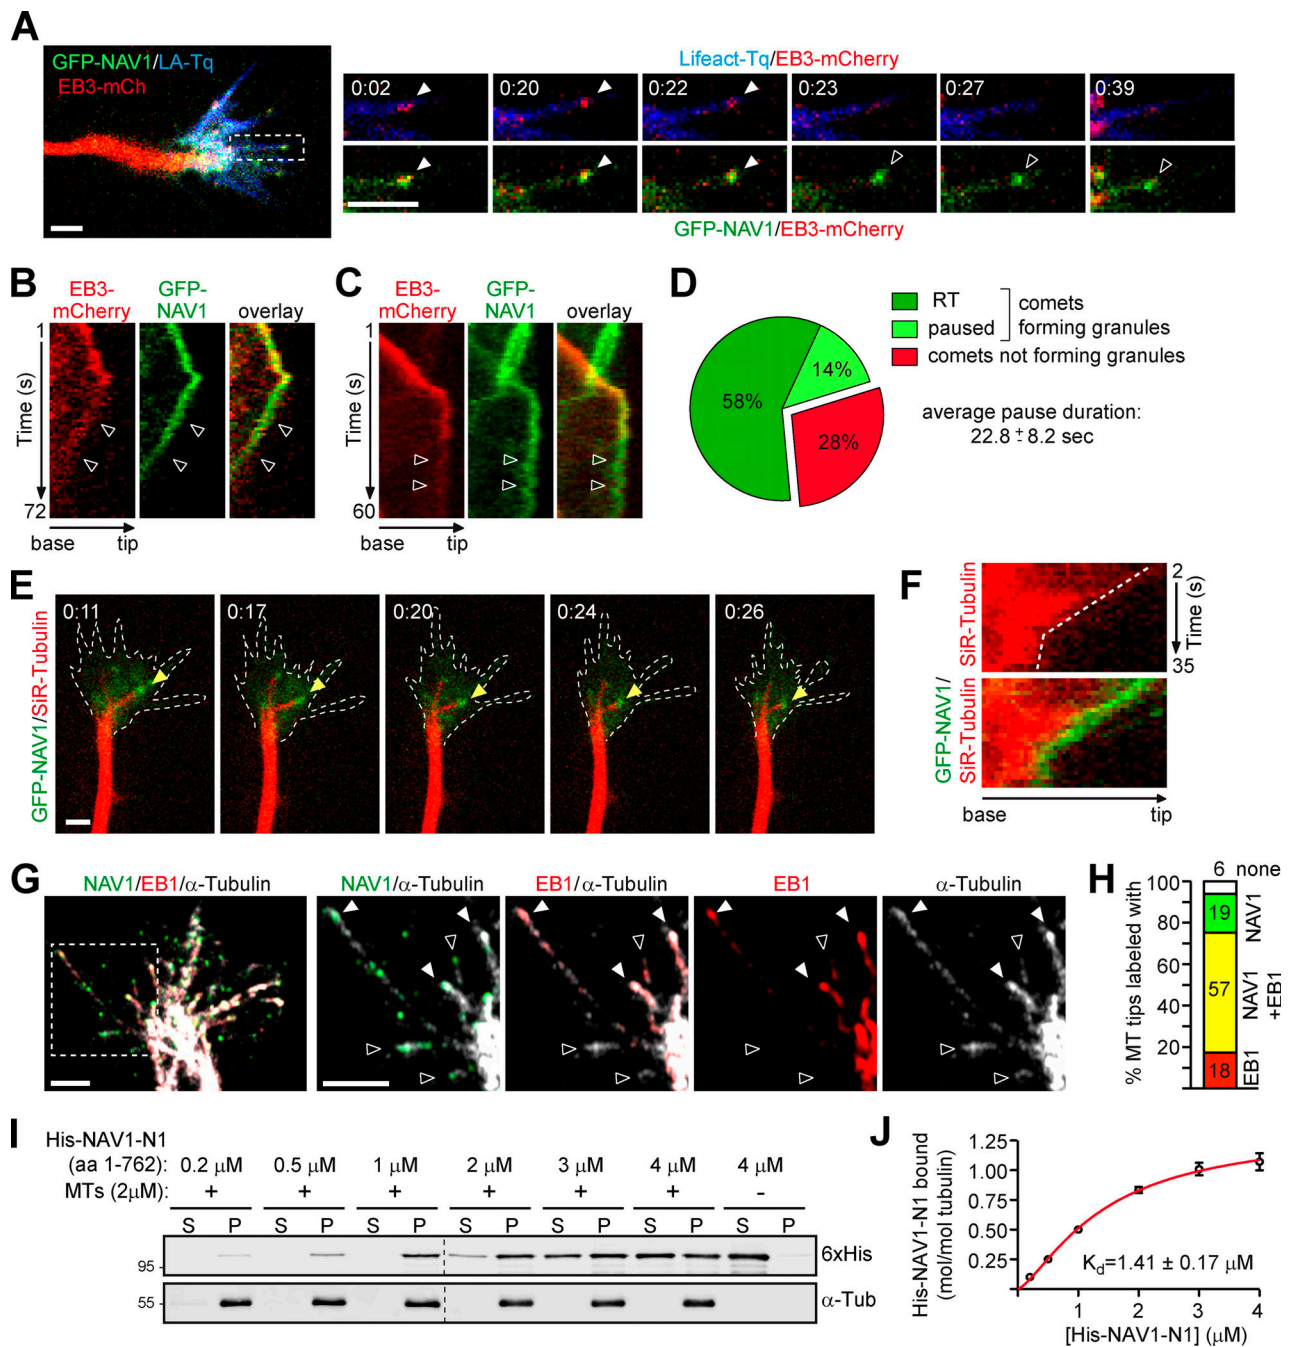 A
GFP-NAV1/LA-Tq
EB3-mCh
Lifeact-Tq/EB3-mCherry
0:02 0:20 0:22 0:23 0:27 0:39
GFP-NAV1/EB3-mCherry
B
EB3-mCherry GFP-NAV1 overlay
1
Time (s)
72
base tip
C
EB3-mCherry GFP-NAV1 overlay
1
Time (s)
60
base tip
D
RT
paused
comets forming granules
comets not forming granules
58%
14%
28%
average pause duration:
22.8 ± 8.2 sec
E
GFP-NAV1/SiR-Tubulin
0:11 0:17 0:20 0:24 0:26
F
SiR-Tubulin
2
Time (s)
35
GFP-NAV1/
SiR-Tubulin
base tip
G
NAV1/EB1/α-Tubulin NAV1/α-Tubulin EB1/α-Tubulin EB1 α-Tubulin
H
% MT tips labeled with
100
80
60
40
20
6 none
19 NAV1
57 NAV1 +EB1
18 EB1
I
His-NAV1-N1
(aa 1-762): 0.2 μM 0.5 μM 1 μM 2 μM 3 μM 4 μM 4 μM
MTs (2μM): + + + + + + -
S P S P S P S P S P S P S P
95 - 6xHis
55 - α-Tub
J
His-NAV1-N1 bound
(mol/mol tubulin)
1.25
1.00
0.75
0.50
0.25
Kd=1.41 ± 0.17 μM
1 2 3 4
[His-NAV1-N1] (μM)